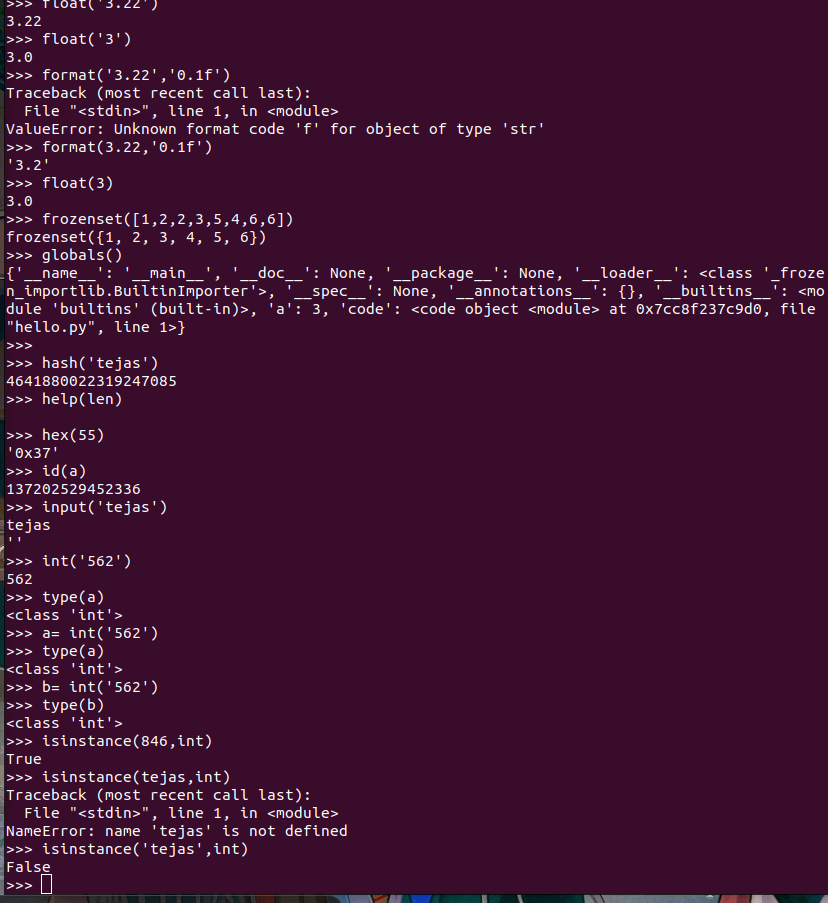 >>> float('3.22')
3.22
>>> float('3')
3.0
>>> format('3.22','0.1f')
Traceback (most recent call last):
  File "<stdin>", line 1, in <module>
ValueError: Unknown format code 'f' for object of type 'str'
>>> format(3.22,'0.1f')
'3.2'
>>> float(3)
3.0
>>> frozenset([1,2,2,3,5,4,6,6])
frozenset({1, 2, 3, 4, 5, 6})
>>> globals()
{'__name__': '__main__', '__doc__': None, '__package__': None, '__loader__': <class '_froze
n_importlib.BuiltinImporter'>, '__spec__': None, '__annotations__': {}, '__builtins__': <mo
dule 'builtins' (built-in)>, 'a': 3, 'code': <code object <module> at 0x7cc8f237c9d0, file
"hello.py", line 1>}
>>>
>>> hash('tejas')
4641880022319247085
>>> help(len)

>>> hex(55)
'0x37'
>>> id(a)
137202529452336
>>> input('tejas')
tejas
''
>>> int('562')
562
>>> type(a)
<class 'int'>
>>> a= int('562')
>>> type(a)
<class 'int'>
>>> b= int('562')
>>> type(b)
<class 'int'>
>>> isinstance(846,int)
True
>>> isinstance(tejas,int)
Traceback (most recent call last):
  File "<stdin>", line 1, in <module>
NameError: name 'tejas' is not defined
>>> isinstance('tejas',int)
False
>>>